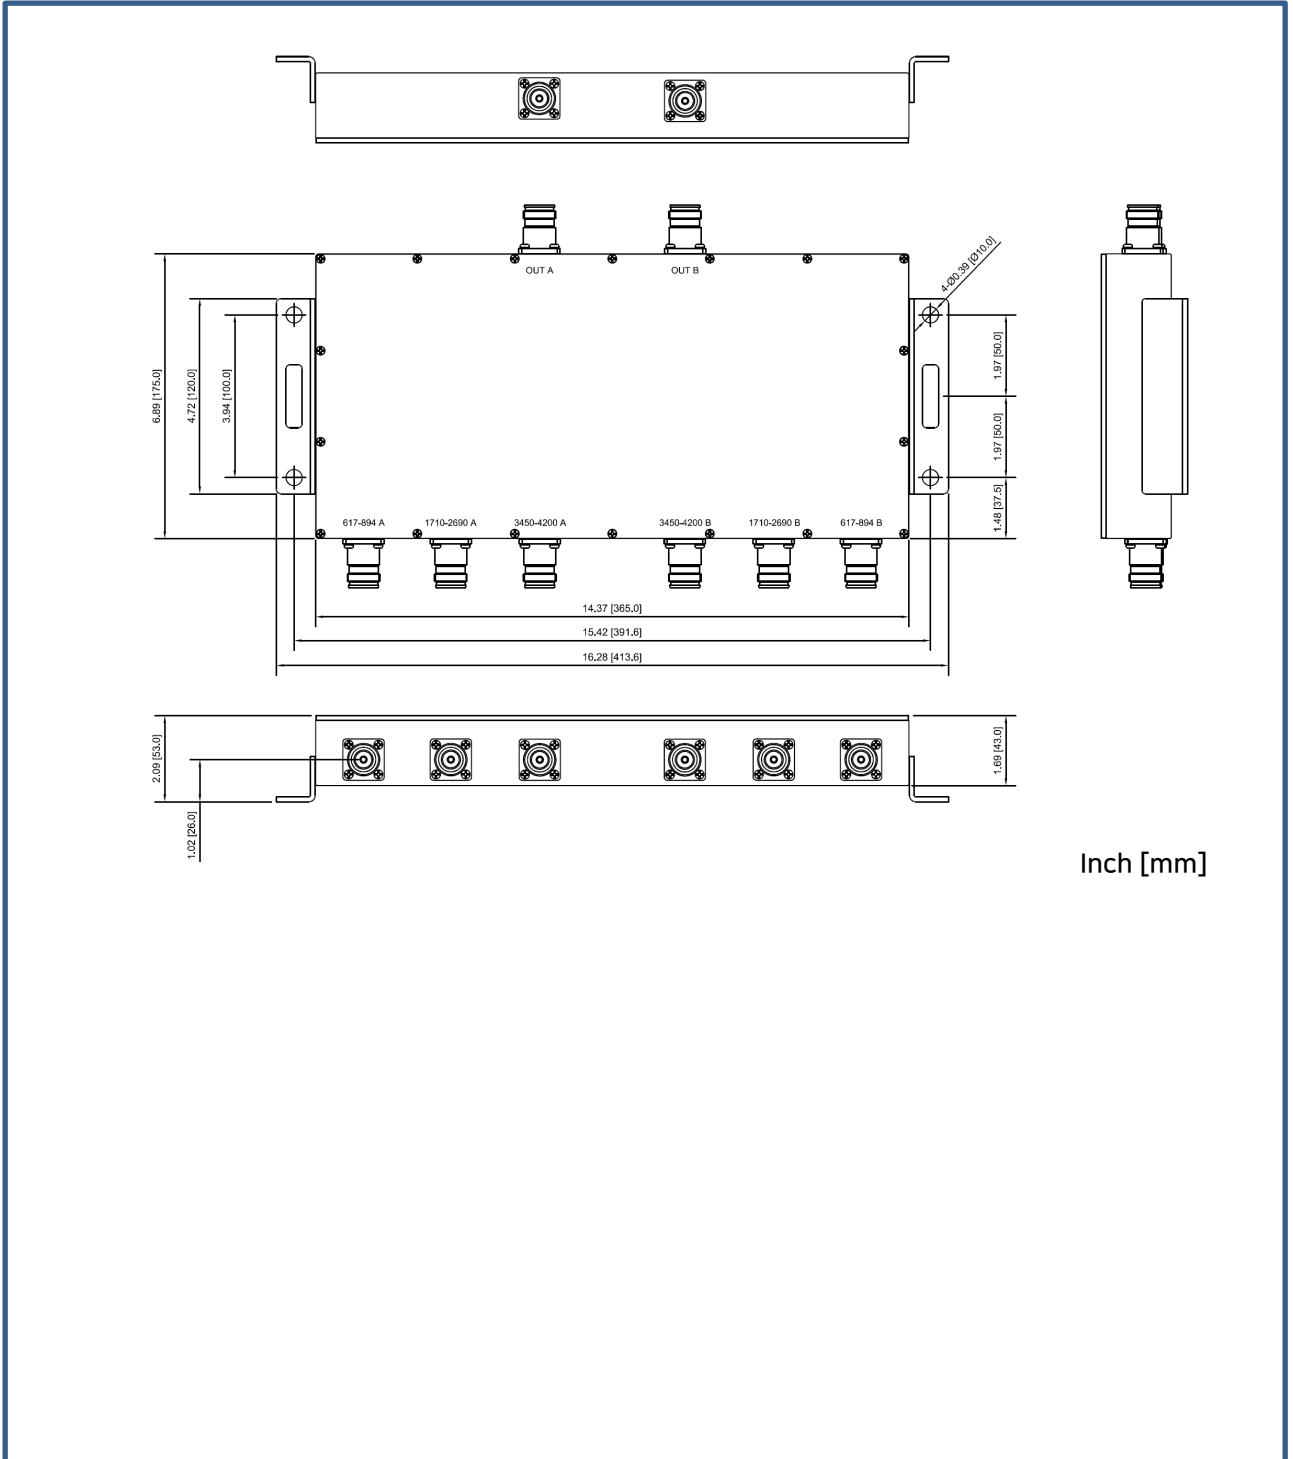 OUT A
OUT B
4-Ø0.39 [Ø10.0]
6.89 [175.0]
4.72 [120.0]
3.94 [100.0]
1.97 [50.0]
1.97 [50.0]
1.48 [37.5]
617-894 A
1710-2690 A
3450-4200 A
3450-4200 B
1710-2690 B
617-894 B
14.37 [365.0]
15.42 [391.6]
16.28 [413.6]
2.09 [53.0]
1.02 [26.0]
1.69 [43.0]
Inch [mm]